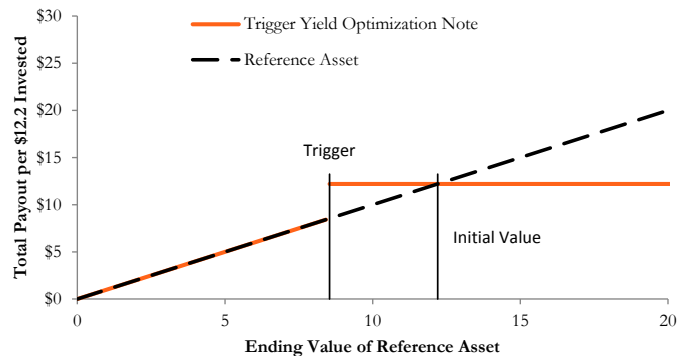 Trigger Yield Optimization Note
Reference Asset
$30
$25
$20
$15
$10
$5
$0
Total Payout per $12.2 Invested
Trigger
Initial Value
0
5
10
15
20
Ending Value of Reference Asset